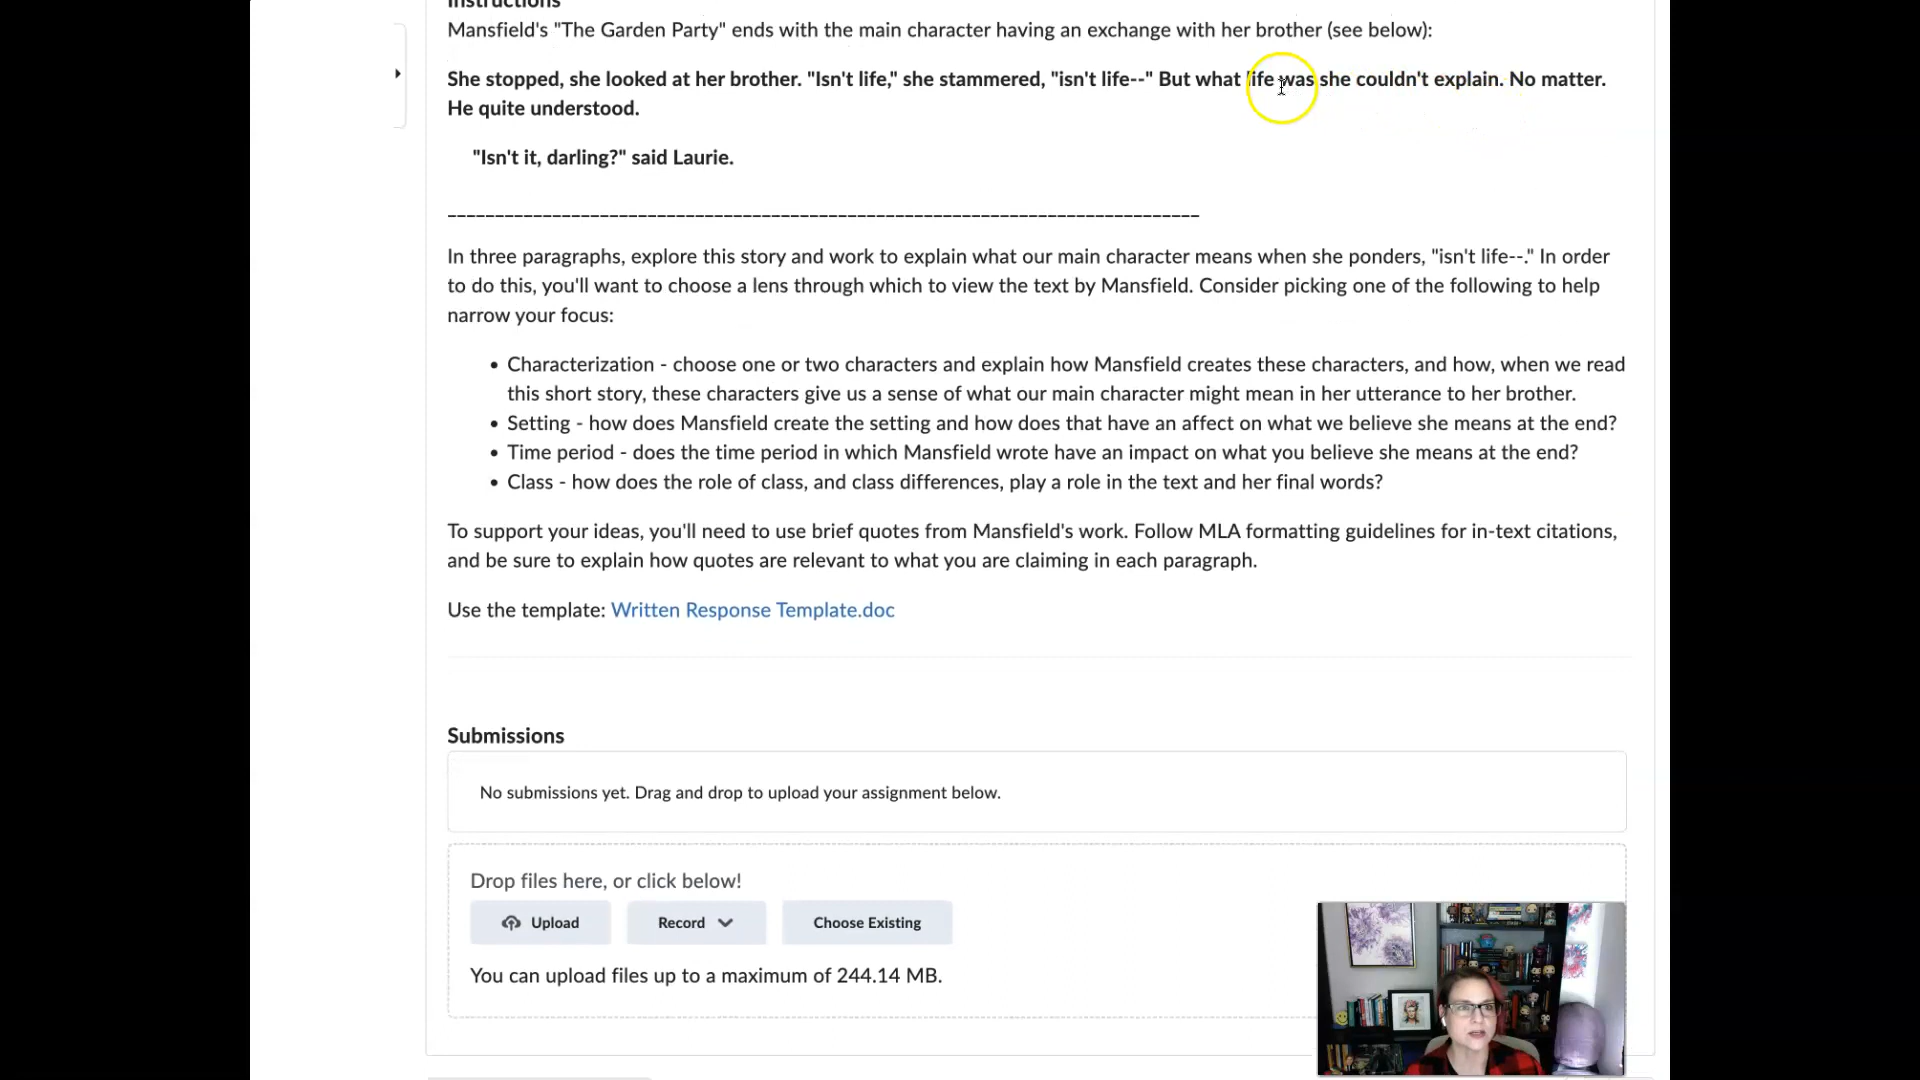 Instructions
Mansfield's "The Garden Party" ends with the main character having an exchange with her brother (see below):
She stopped, she looked at her brother. "Isn't life," she stammered, "isn't life--" But what life was she couldn't explain. No matter.
He quite understood.
"Isn't it, darling?" said Laurie.
_______________________________________________________________________________
In three paragraphs, explore this story and work to explain what our main character means when she ponders, "isn't life--." In order
to do this, you'll want to choose a lens through which to view the text by Mansfield. Consider picking one of the following to help
narrow your focus:
• Characterization - choose one or two characters and explain how Mansfield creates these characters, and how, when we read
this short story, these characters give us a sense of what our main character might mean in her utterance to her brother.
• Setting - how does Mansfield create the setting and how does that have an affect on what we believe she means at the end?
• Time period - does the time period in which Mansfield wrote have an impact on what you believe she means at the end?
• Class - how does the role of class, and class differences, play a role in the text and her final words?
To support your ideas, you'll need to use brief quotes from Mansfield's work. Follow MLA formatting guidelines for in-text citations,
and be sure to explain how quotes are relevant to what you are claiming in each paragraph.
Use the template: Written Response Template.doc
Submissions
No submissions yet. Drag and drop to upload your assignment below.
Drop files here, or click below!
Upload
Record
Choose Existing
You can upload files up to a maximum of 244.14 MB.